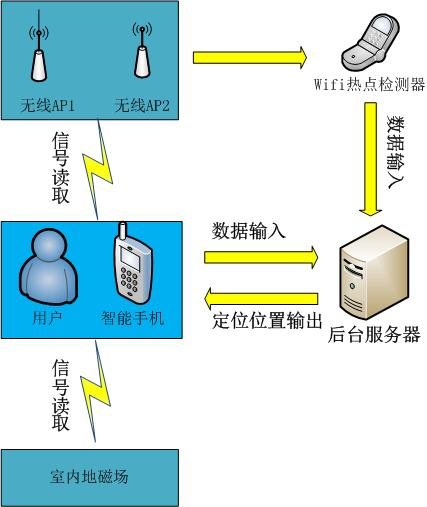 无线AP1
无线AP2
Wifi热点检测器
信号读取
数据输入
数据输入
用户
智能手机
定位位置输出
后台服务器
信号读取
室内地磁场